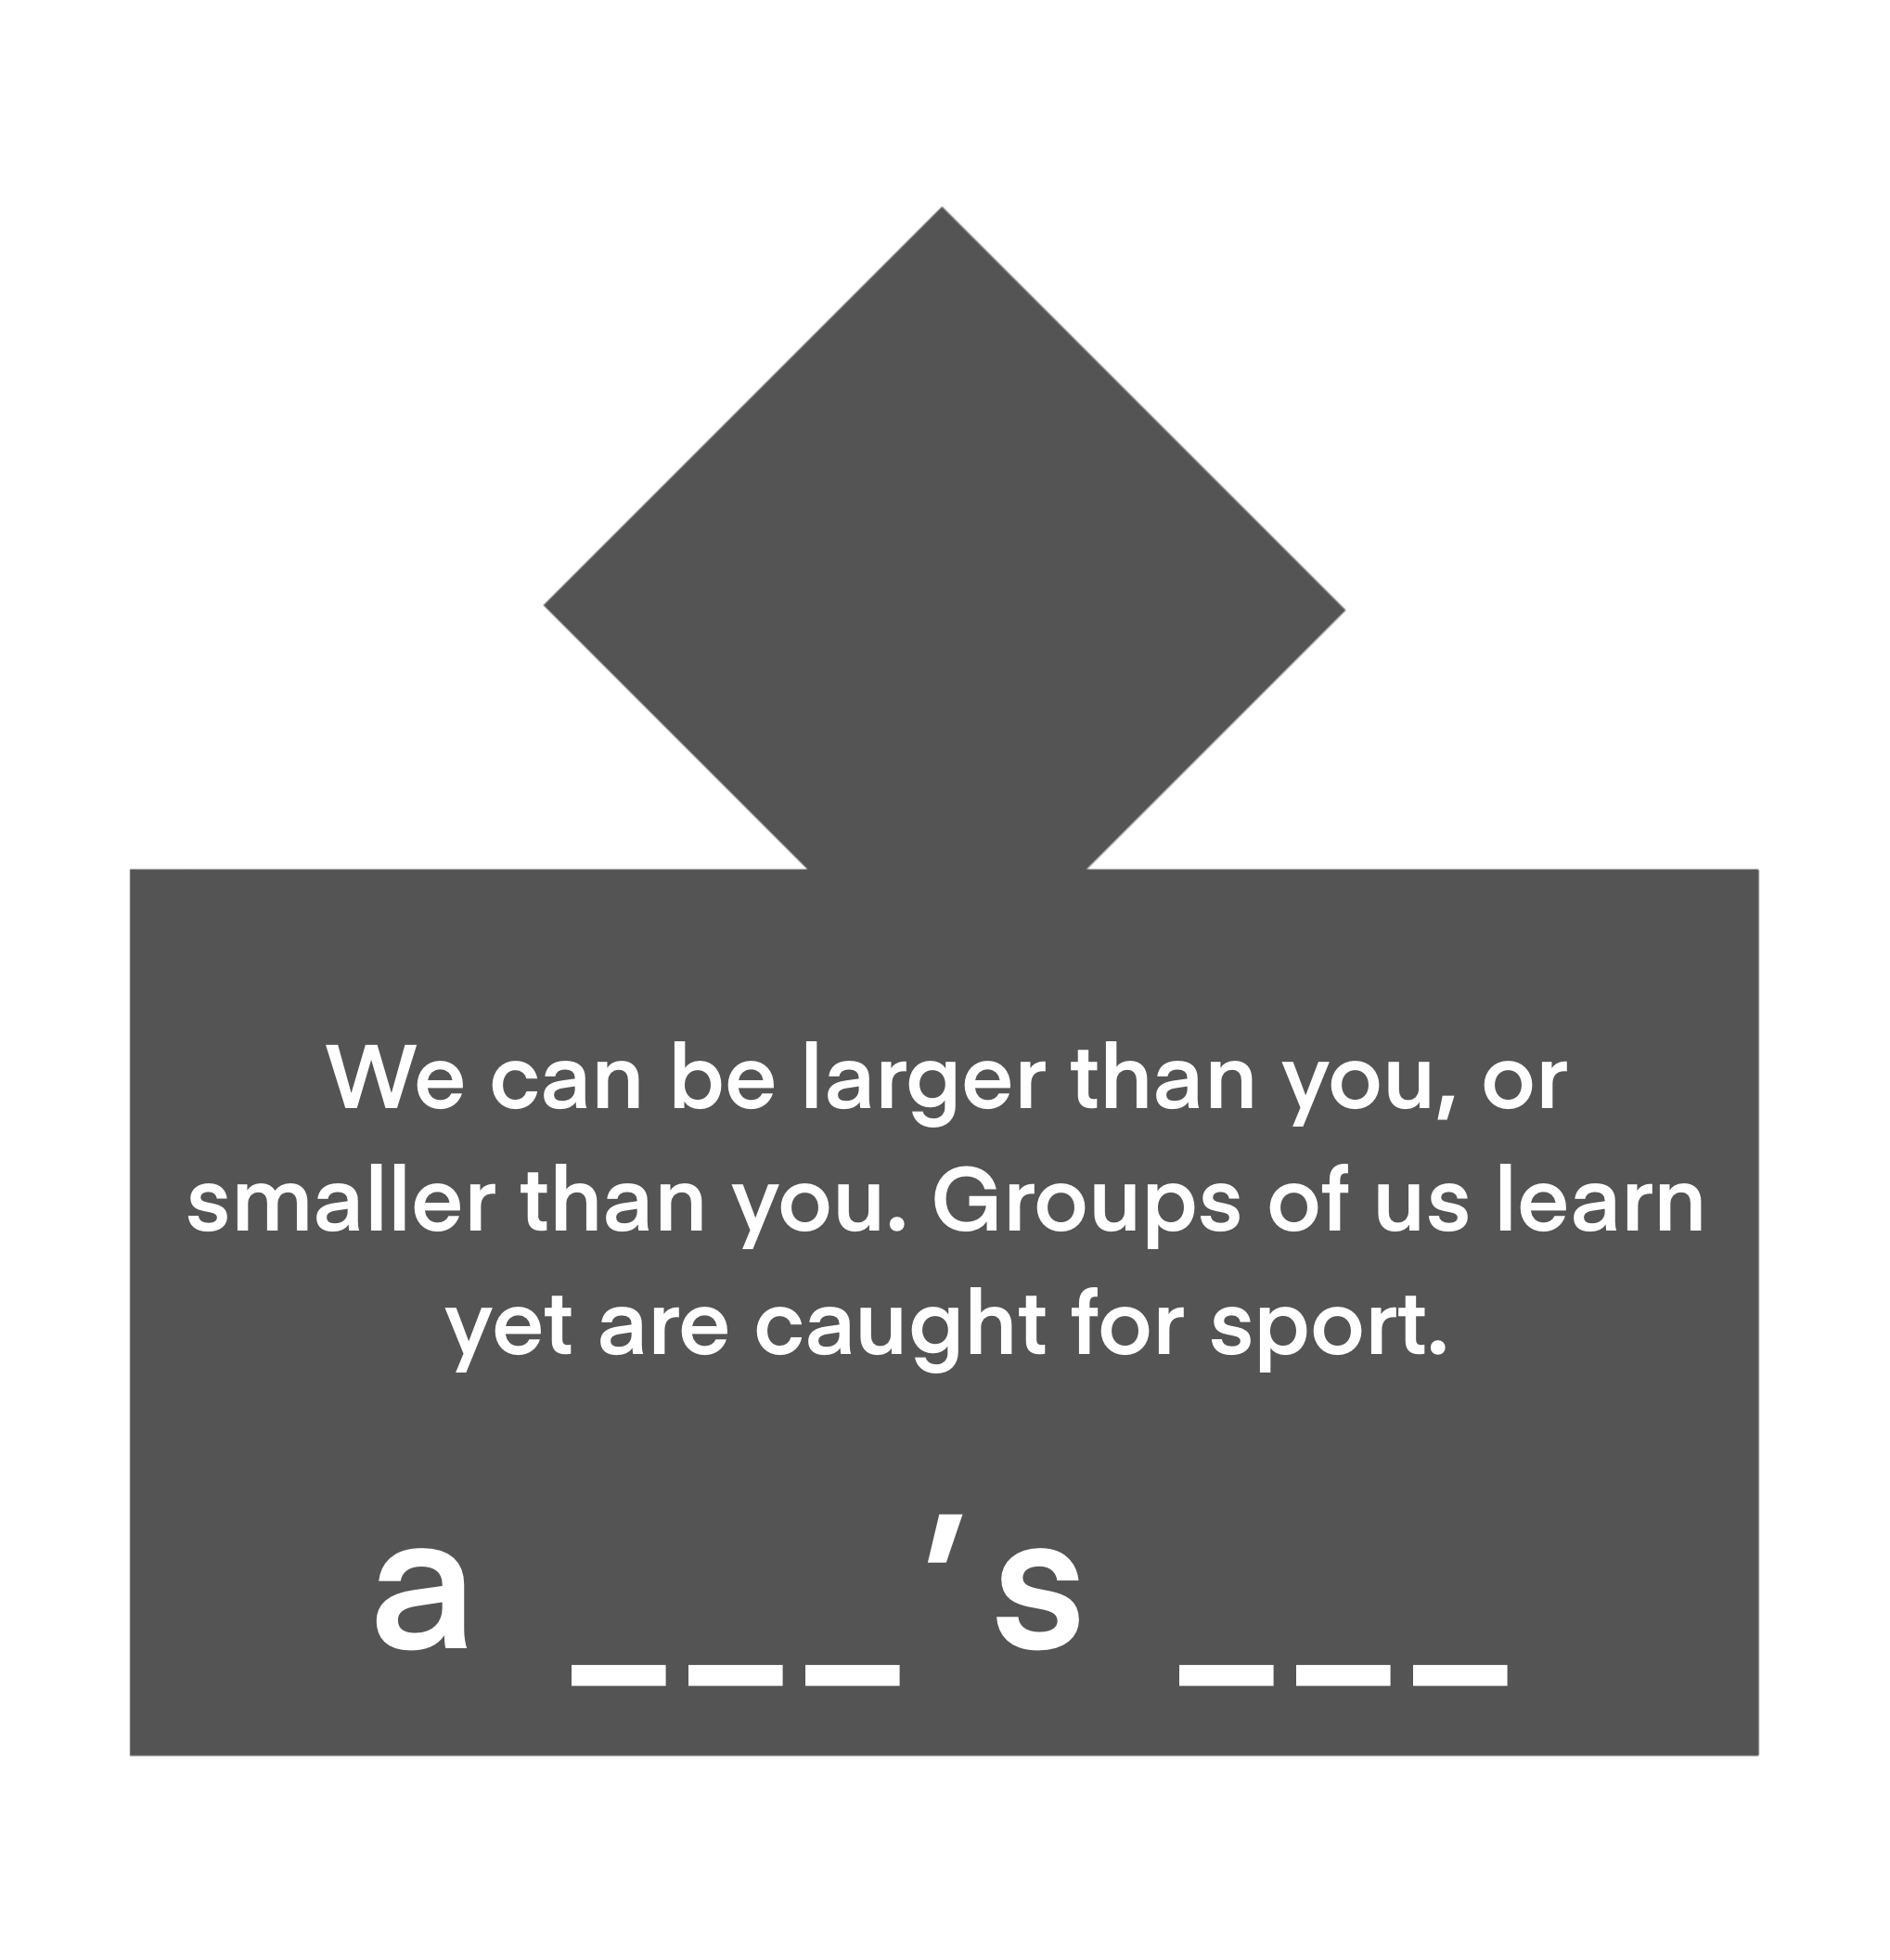 We can be larger than you, or
smaller than you. Groups of us learn
yet are caught for sport.
a _ _ _'s _ _ _